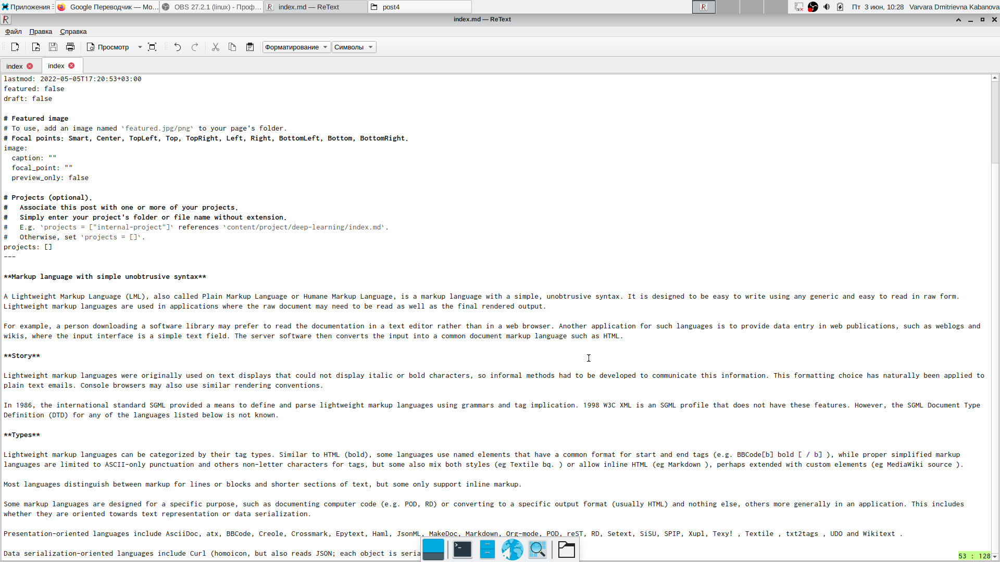 Приложения
Google Переводчик — Mo...
OBS 27.2.1 (linux) - Проф...
index.md — ReText
post4
Пт 3 июн, 10:28
Varvara Dmitrievna Kabanova
index.md — ReText
Файл Правка Справка
Просмотр
Форматирование
Символы
index
index
lastmod: 2022-05-05T17:20:53+03:00
featured: false
draft: false
# Featured image
# To use, add an image named `featured.jpg/png` to your page's folder.
# Focal points: Smart, Center, TopLeft, Top, TopRight, Left, Right, BottomLeft, Bottom, BottomRight.
image:
  caption: ""
  focal_point: ""
  preview_only: false
# Projects (optional).
#   Associate this post with one or more of your projects.
#   Simply enter your project's folder or file name without extension.
#   E.g. `projects = ["internal-project"]` references `content/project/deep-learning/index.md`.
#   Otherwise, set `projects = []`.
projects: []
---
**Markup language with simple unobtrusive syntax**
A Lightweight Markup Language (LML), also called Plain Markup Language or Humane Markup Language, is a markup language with a simple, unobtrusive syntax. It is designed to be easy to write using any generic and easy to read in raw form.
Lightweight markup languages are used in applications where the raw document may need to be read as well as the final rendered output.
For example, a person downloading a software library may prefer to read the documentation in a text editor rather than in a web browser. Another application for such languages is to provide data entry in web publications, such as weblogs and
wikis, where the input interface is a simple text field. The server software then converts the input into a common document markup language such as HTML.
**Story**
Lightweight markup languages were originally used on text displays that could not display italic or bold characters, so informal methods had to be developed to communicate this information. This formatting choice has naturally been applied to
plain text emails. Console browsers may also use similar rendering conventions.
In 1986, the international standard SGML provided a means to define and parse lightweight markup languages using grammars and tag implication. 1998 W3C XML is an SGML profile that does not have these features. However, the SGML Document Type
Definition (DTD) for any of the languages listed below is not known.
**Types**
Lightweight markup languages can be categorized by their tag types. Similar to HTML (bold), some languages use named elements that have a common format for start and end tags (e.g. BBCode[b] bold [ / b] ), while proper simplified markup
languages are limited to ASCII-only punctuation and others non-letter characters for tags, but some also mix both styles (eg Textile bq. ) or allow inline HTML (eg Markdown ), perhaps extended with custom elements (eg MediaWiki source ).
Most languages distinguish between markup for lines or blocks and shorter sections of text, but some only support inline markup.
Some markup languages are designed for a specific purpose, such as documenting computer code (e.g. POD, RD) or converting to a specific output format (usually HTML) and nothing else, others more generally in an application. This includes
whether they are oriented towards text representation or data serialization.
Presentation-oriented languages include AsciiDoc, atx, BBCode, Creole, Crossmark, Epytext, Haml, JsonML, MakeDoc, Markdown, Org-mode, POD, reST, RD, Setext, SiSU, SPIP, Xupl, Texy! , Textile , txt2tags , UDO and Wikitext .
Data serialization-oriented languages include Curl (homoicon, but also reads JSON; each object is seria
53 : 128